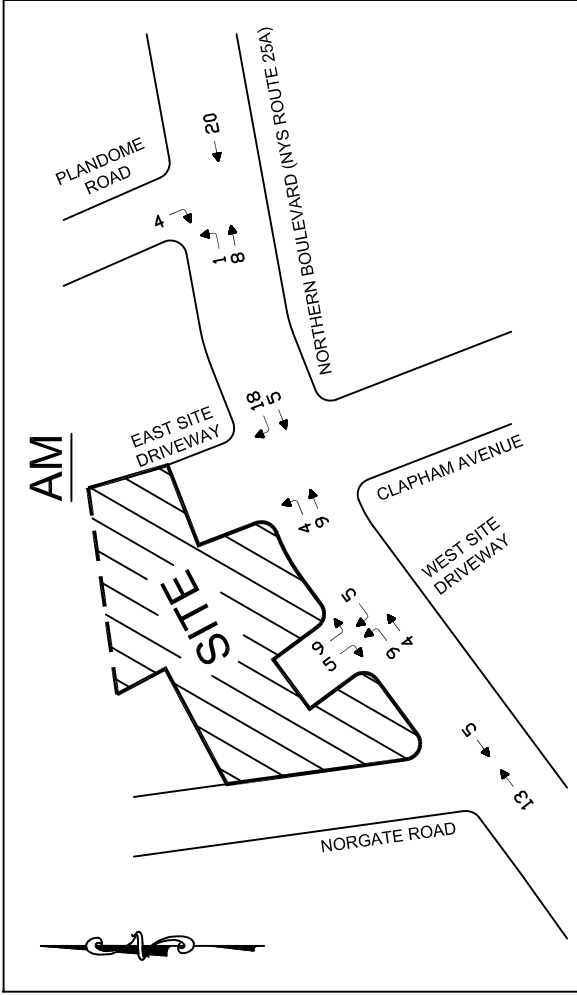 AM
PLANDOME
ROAD
20
NORTHERN BOULEVARD (NYS ROUTE 25A)
4
1
8
EAST SITE
DRIVEWAY
18
5
4
9
CLAPHAM AVENUE
SITE
WEST SITE
DRIVEWAY
5
9
5
9
4
5
13
NORGATE ROAD
N